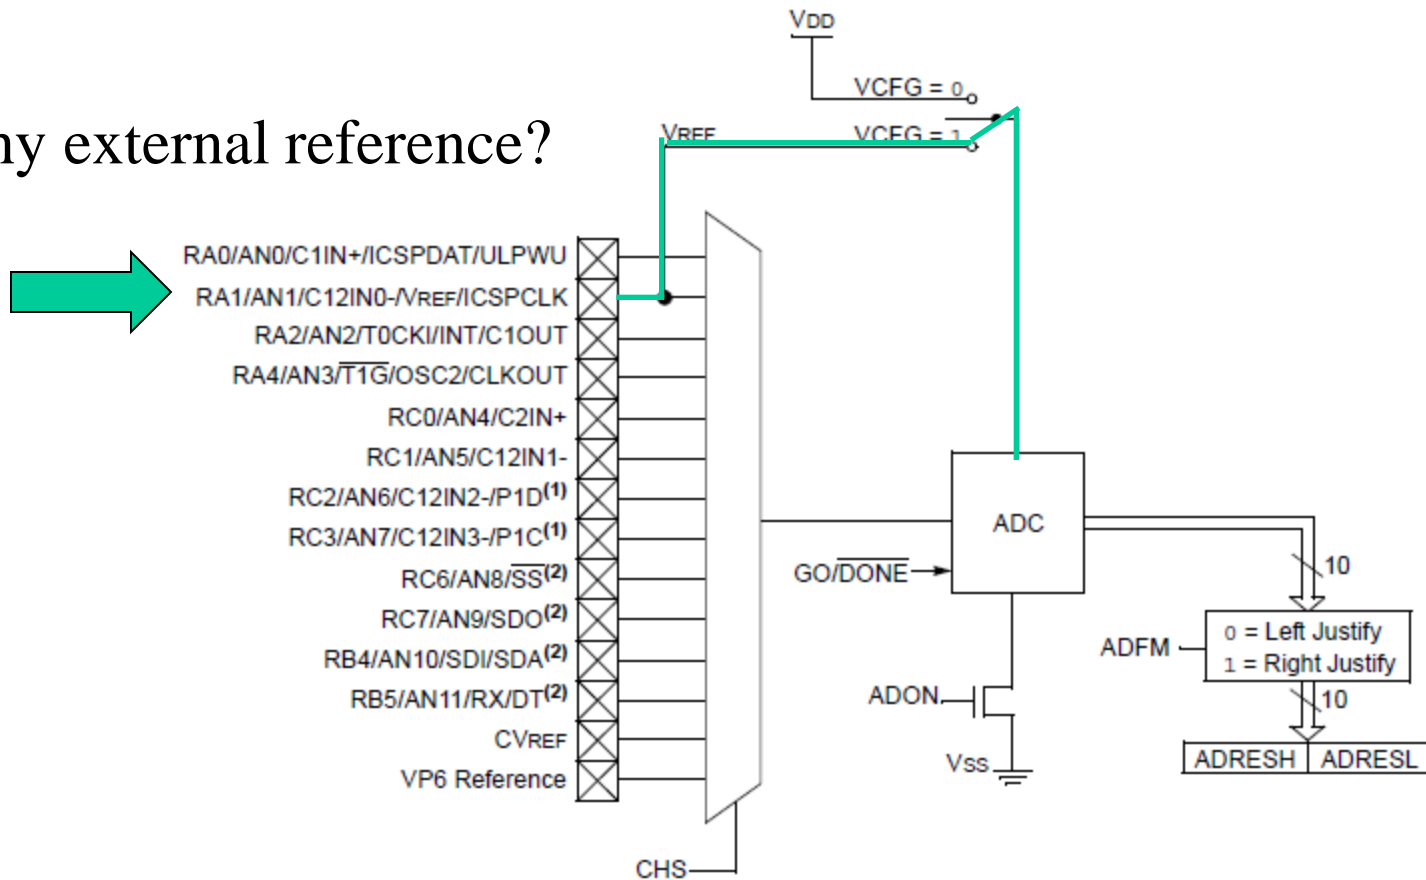 VDD
VCFG = 0
ny external reference?
VREF
VCFG = 1
RA0/AN0/C1IN+/ICSPDAT/ULPWU
RA1/AN1/C12IN0-/VREF/ICSPCLK
RA2/AN2/T0CKI/INT/C1OUT
RA4/AN3/T1G/OSC2/CLKOUT
RC0/AN4/C2IN+
RC1/AN5/C12IN1-
RC2/AN6/C12IN2-/P1D(1)
RC3/AN7/C12IN3-/P1C(1)
RC6/AN8/SS(2)
RC7/AN9/SDO(2)
RB4/AN10/SDI/SDA(2)
RB5/AN11/RX/DT(2)
CVREF
VP6 Reference
CHS
ADC
GO/DONE
ADON
VSS
10
ADFM
0 = Left Justify
1 = Right Justify
10
ADRESH ADRESL